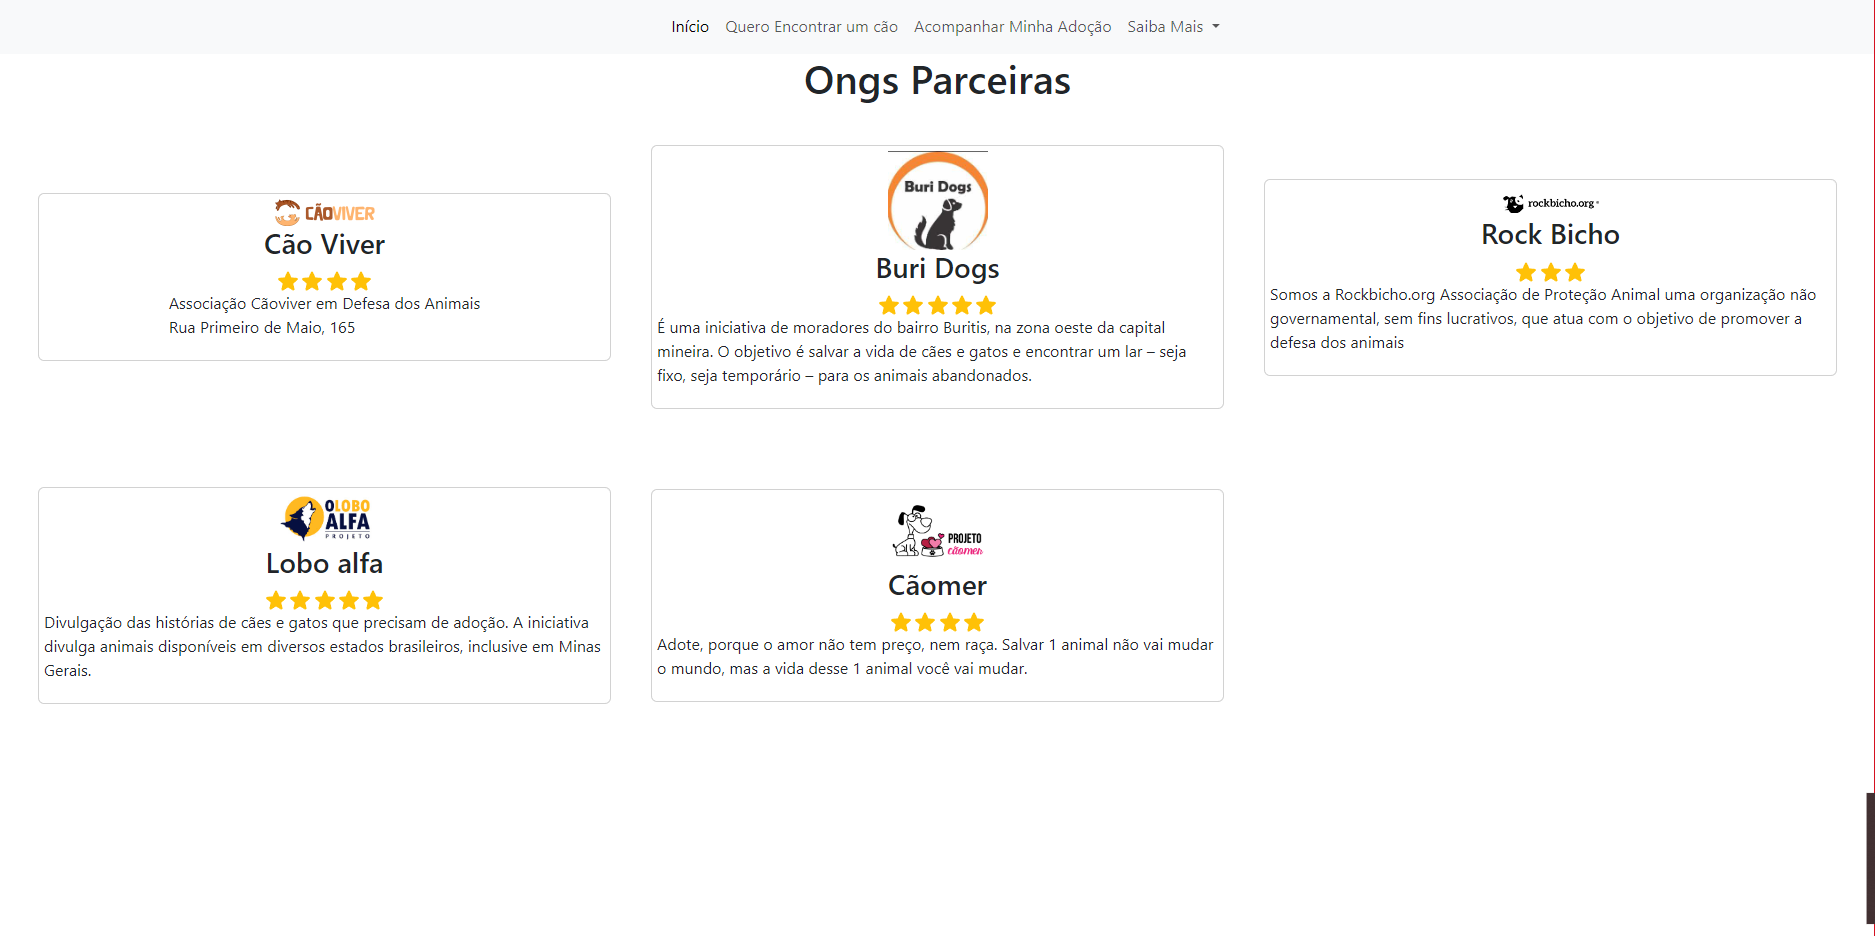 Início Quero Encontrar um cão Acompanhar Minha Adoção Saiba Mais
Ongs Parceiras
CÃOVIVER
Cão Viver
Associação Cãoviver em Defesa dos Animais
Rua Primeiro de Maio, 165
Buri Dogs
Buri Dogs
É uma iniciativa de moradores do bairro Buritis, na zona oeste da capital
mineira. O objetivo é salvar a vida de cães e gatos e encontrar um lar – seja
fixo, seja temporário – para os animais abandonados.
rockbicho.org
Rock Bicho
Somos a Rockbicho.org Associação de Proteção Animal uma organização não
governamental, sem fins lucrativos, que atua com o objetivo de promover a
defesa dos animais
OLOBO
ALFA
PROJETO
Lobo alfa
Divulgação das histórias de cães e gatos que precisam de adoção. A iniciativa
divulga animais disponíveis em diversos estados brasileiros, inclusive em Minas
Gerais.
PROJETO
cãomer
Cãomer
Adote, porque o amor não tem preço, nem raça. Salvar 1 animal não vai mudar
o mundo, mas a vida desse 1 animal você vai mudar.